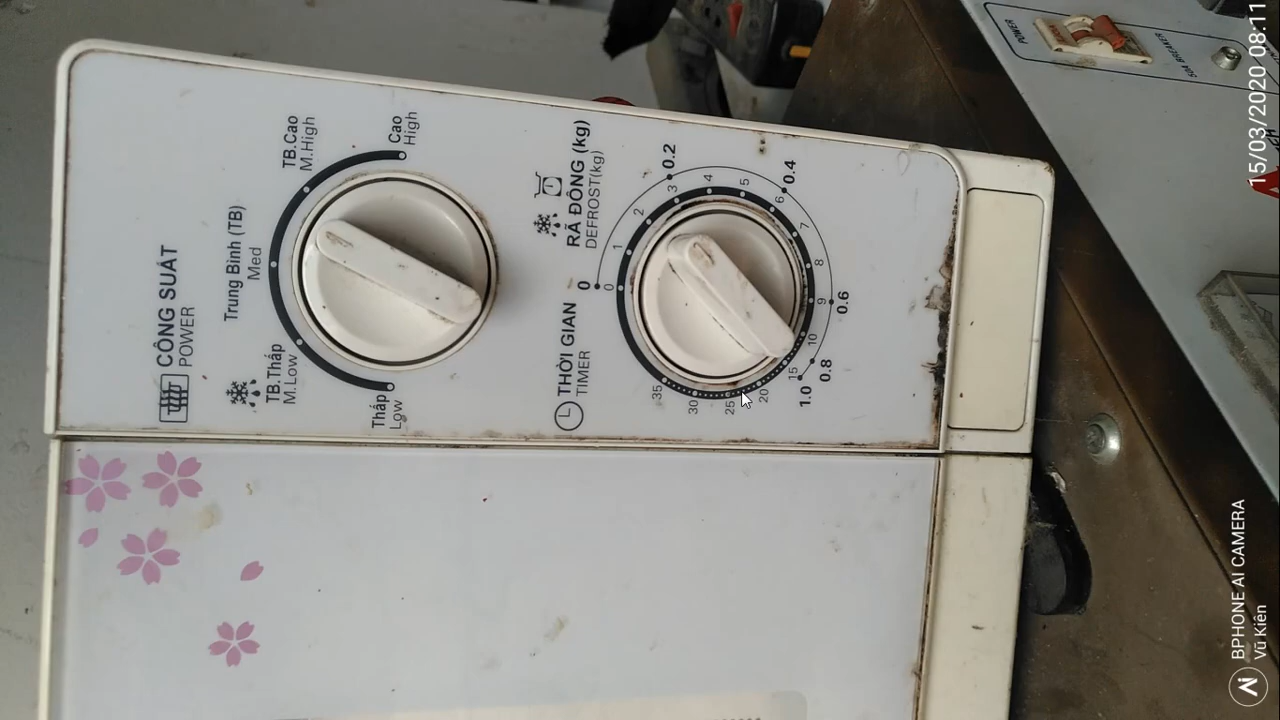 CÔNG SUẤT
POWER
TB.Thấp
M.Low
Trung Bình (TB)
Med
TB.Cao
M.High
Thấp
Low
Cao
High
THỜI GIAN
TIMER
RÃ ĐÔNG (kg)
DEFROST(kg)
0
0
1
2
3
0.2
4
5
6
0.4
7
8
9
0.6
10
0.8
15
1.0
20
25
30
35
POWER
50A BREAKER
15/03/2020 08:11
BPHONE AI CAMERA
Vũ Kiên